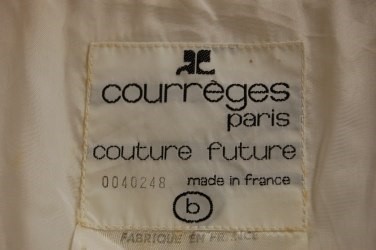 courrèges
paris
couture future
0040248 made in france
b
FABRIQUE EN FRANCE